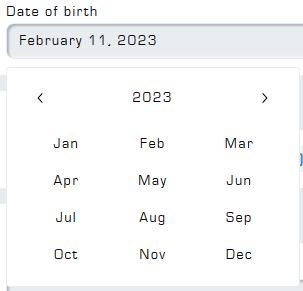 Date of birth
February 11, 2023
2023
Jan Feb Mar
Apr May Jun
Jul Aug Sep
Oct Nov Dec